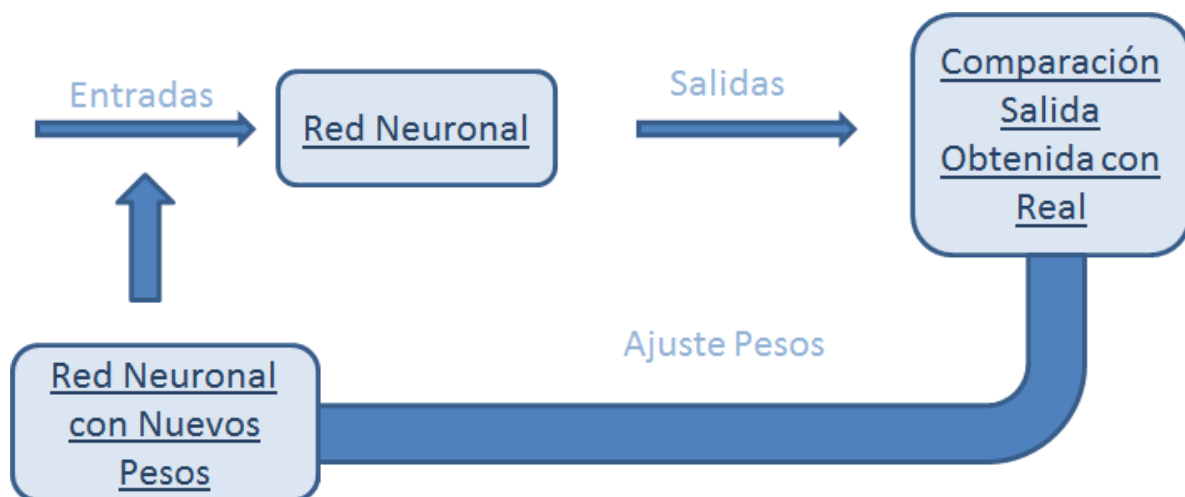 Entradas
Red Neuronal
Salidas
Comparación
Salida
Obtenida con
Real
Ajuste Pesos
Red Neuronal
con Nuevos
Pesos